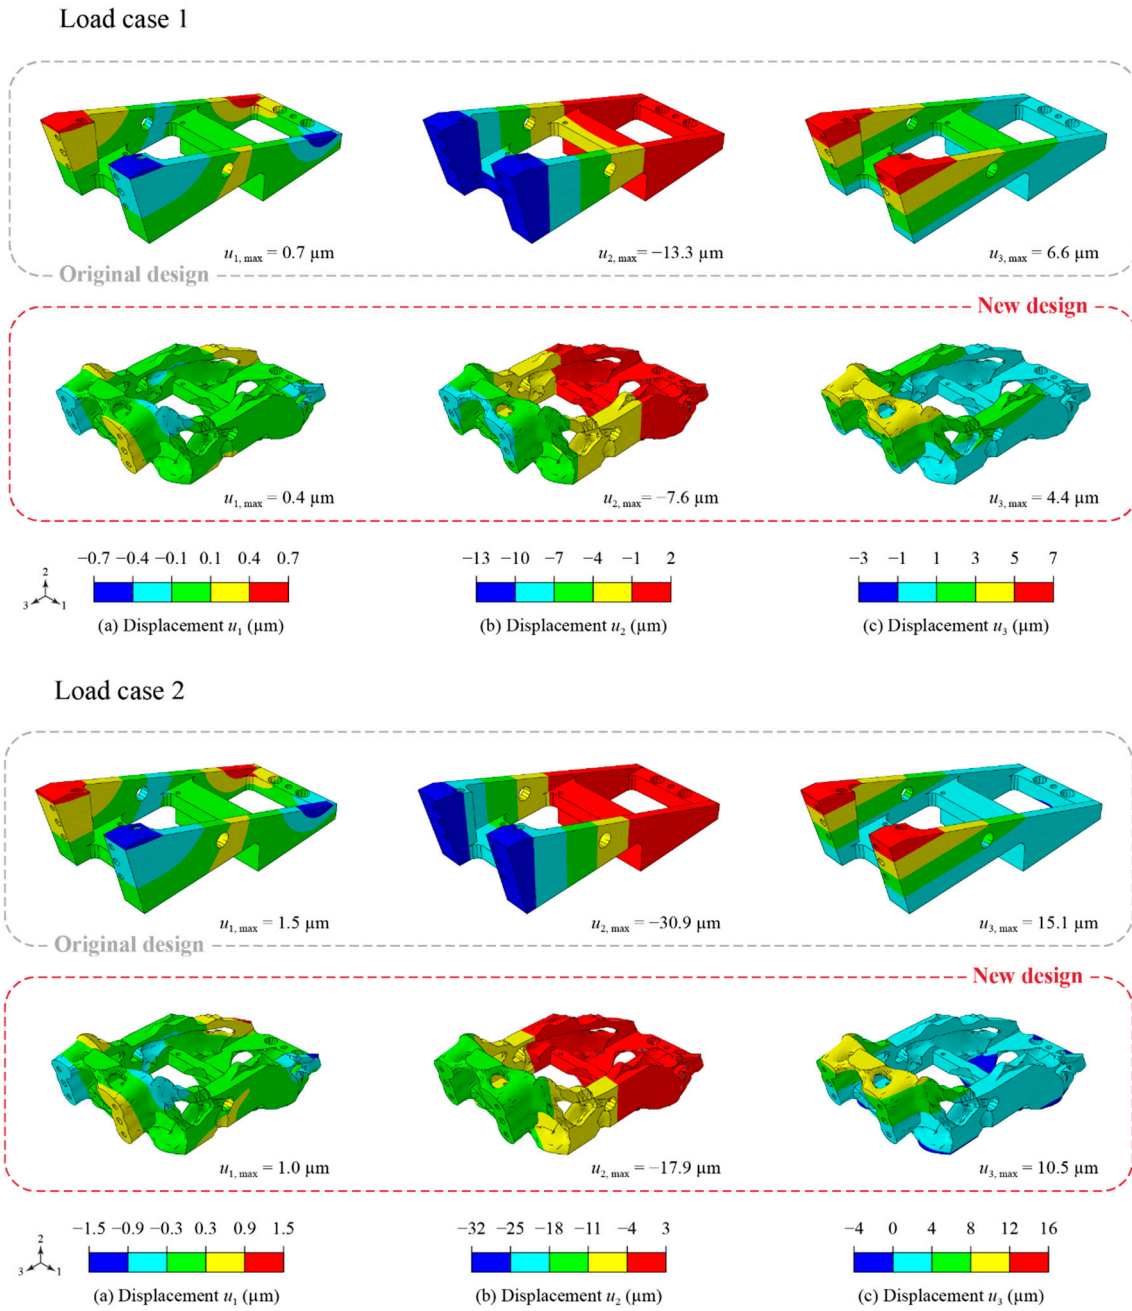 Load case 1
u1, max = 0.7 µm
u2, max= −13.3 µm
u3, max = 6.6 µm
Original design
New design
u1, max = 0.4 µm
u2, max= −7.6 µm
u3, max = 4.4 µm
−0.7 −0.4 −0.1 0.1 0.4 0.7
−13 −10 −7 −4 −1 2
−3 −1 1 3 5 7
2
3 1
(a) Displacement u1 (µm)
(b) Displacement u2 (µm)
(c) Displacement u3 (µm)
Load case 2
u1, max = 1.5 µm
u2, max = −30.9 µm
u3, max = 15.1 µm
Original design
New design
u1, max = 1.0 µm
u2, max = −17.9 µm
u3, max = 10.5 µm
−1.5 −0.9 −0.3 0.3 0.9 1.5
−32 −25 −18 −11 −4 3
−4 0 4 8 12 16
2
3 1
(a) Displacement u1 (µm)
(b) Displacement u2 (µm)
(c) Displacement u3 (µm)